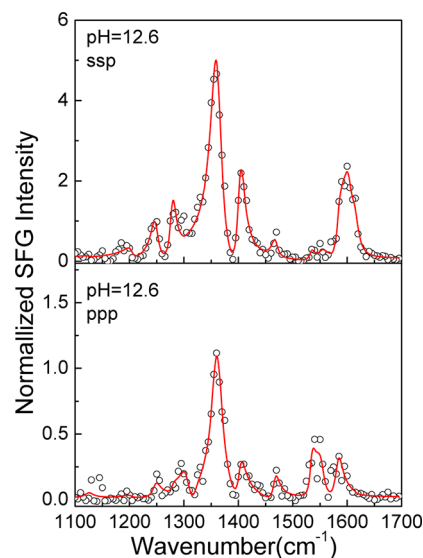 6
pH=12.6
ssp
4
2
0
Normallized SFG Intensity
pH=12.6
ppp
1.5
1.0
0.5
0.0
1100 1200 1300 1400 1500 1600 1700
Wavenumber(cm⁻¹)